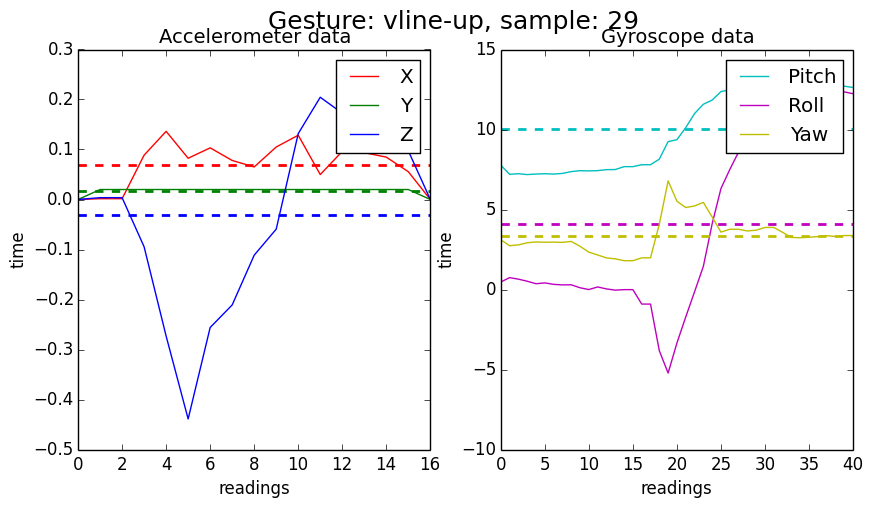 Gesture: vline-up, sample: 29
Accelerometer data
0.3
0.2
0.1
0.0
−0.1
−0.2
−0.3
−0.4
−0.5
time
0
2
4
6
8
10
12
14
16
readings
X
Y
Z
Gyroscope data
15
10
5
0
−5
−10
time
0
5
10
15
20
25
30
35
40
readings
Pitch
Roll
Yaw